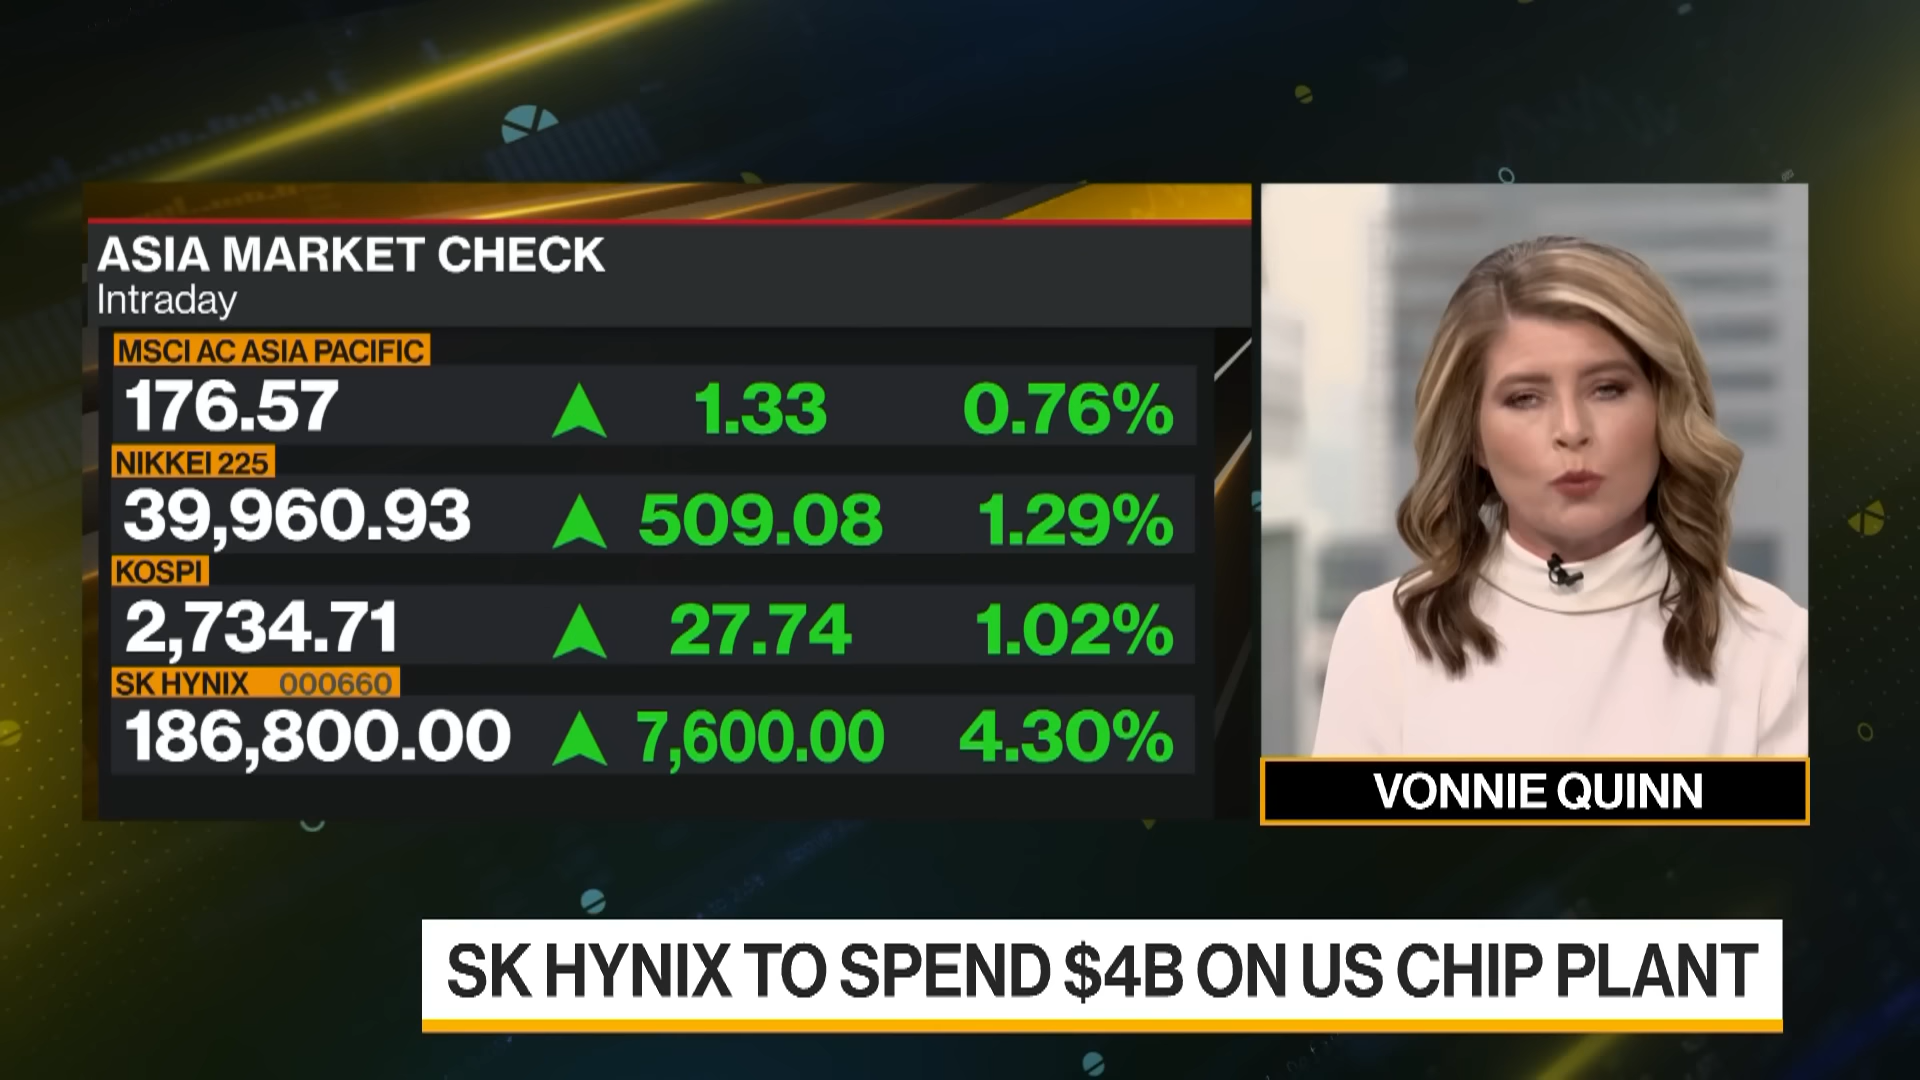 ASIA MARKET CHECK
Intraday
MSCI AC ASIA PACIFIC
176.57 ▲ 1.33 0.76%
NIKKEI 225
39,960.93 ▲ 509.08 1.29%
KOSPI
2,734.71 ▲ 27.74 1.02%
SK HYNIX 000660
186,800.00 ▲ 7,600.00 4.30%
VONNIE QUINN
SK HYNIX TO SPEND $4B ON US CHIP PLANT